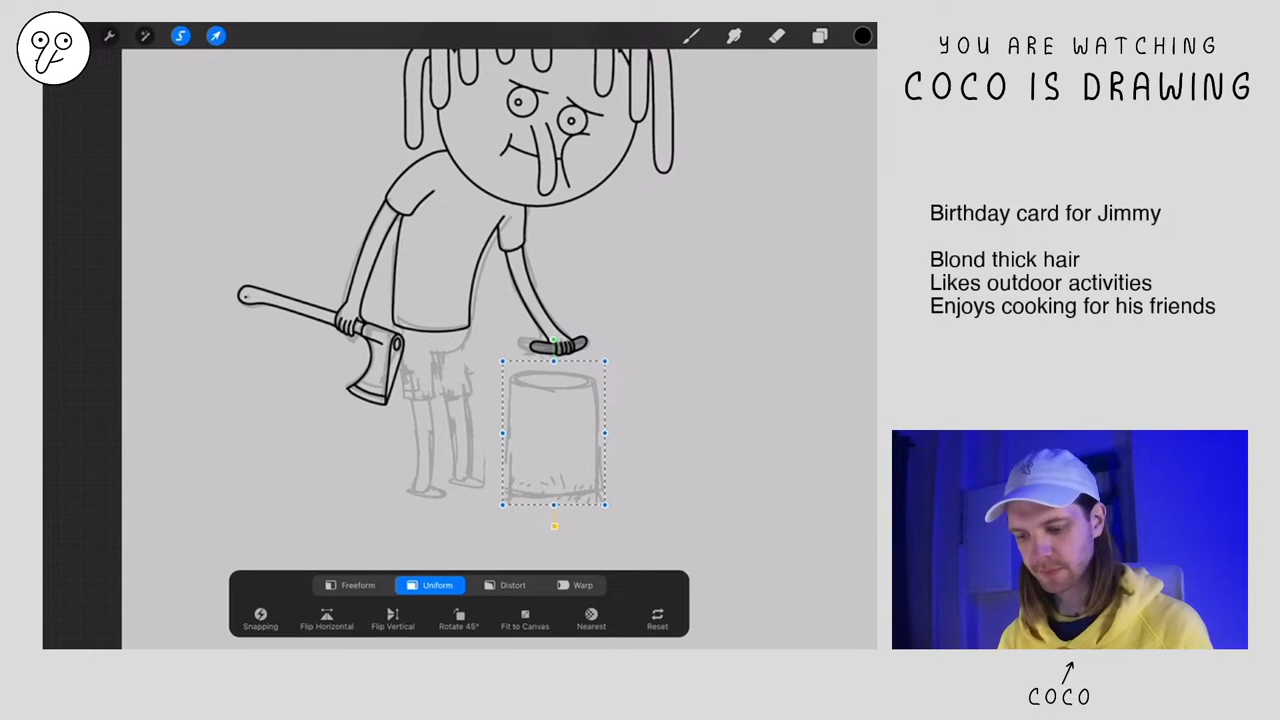 YOU ARE WATCHING
COCO IS DRAWING
Birthday card for Jimmy
Blond thick hair
Likes outdoor activities
Enjoys cooking for his friends
Freeform
Uniform
Distort
Warp
Snapping
Flip Horizontal
Flip Vertical
Rotate 45°
Fit to Canvas
Nearest
Reset
COCO